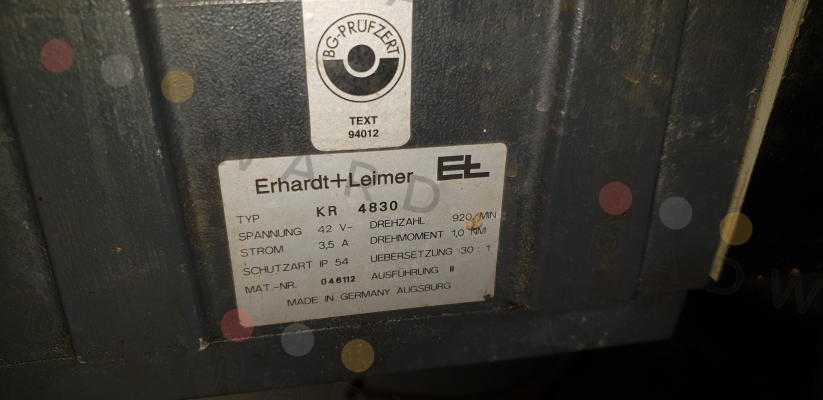 BG-PRÜFZERT
TEXT
94012
Erhardt+Leimer E+L
TYP KR 4830
SPANNUNG 42 V- DREHZAHL 920/MIN
STROM 3,5 A DREHMOMENT 1,0 NM
SCHUTZART IP 54 UEBERSETZUNG 30 : 1
MAT.-NR. 046112 AUSFÜHRUNG II
MADE IN GERMANY AUGSBURG